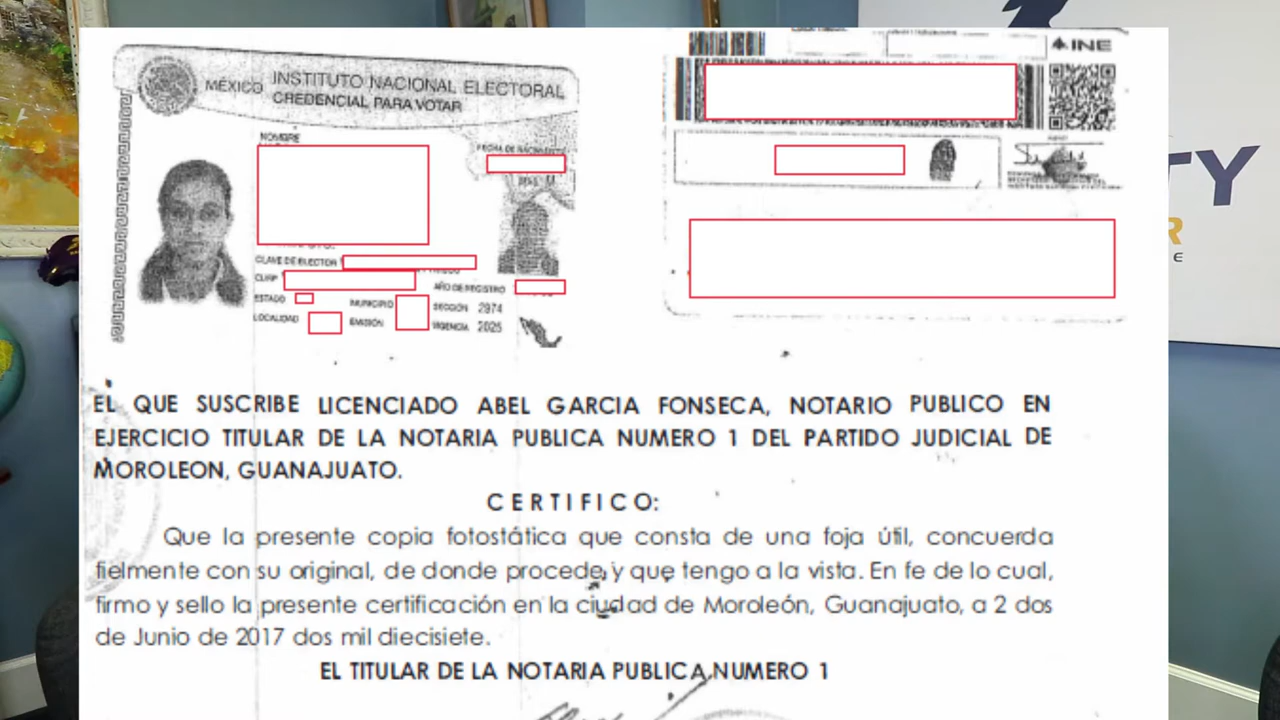 MÉXICO INSTITUTO NACIONAL ELECTORAL
CREDENCIAL PARA VOTAR
NOMBRE
FECHA DE NACIMIENTO
CLAVE DE ELECTOR
CURP
AÑO DE REGISTRO
ESTADO
MUNICIPIO
SECCIÓN 2974
LOCALIDAD
EMISIÓN
VIGENCIA 2025
INE
TY
R
E
EL QUE SUSCRIBE LICENCIADO ABEL GARCIA FONSECA, NOTARIO PUBLICO EN
EJERCICIO TITULAR DE LA NOTARIA PUBLICA NUMERO 1 DEL PARTIDO JUDICIAL DE
MOROLEON, GUANAJUATO.
C E R T I F I C O:
Que la presente copia fotostática que consta de una foja útil, concuerda
fielmente con su original, de donde procede y que tengo a la vista. En fe de lo cual,
firmo y sello la presente certificación en la ciudad de Moroleón, Guanajuato, a 2 dos
de Junio de 2017 dos mil diecisiete.
EL TITULAR DE LA NOTARIA PUBLICA NUMERO 1